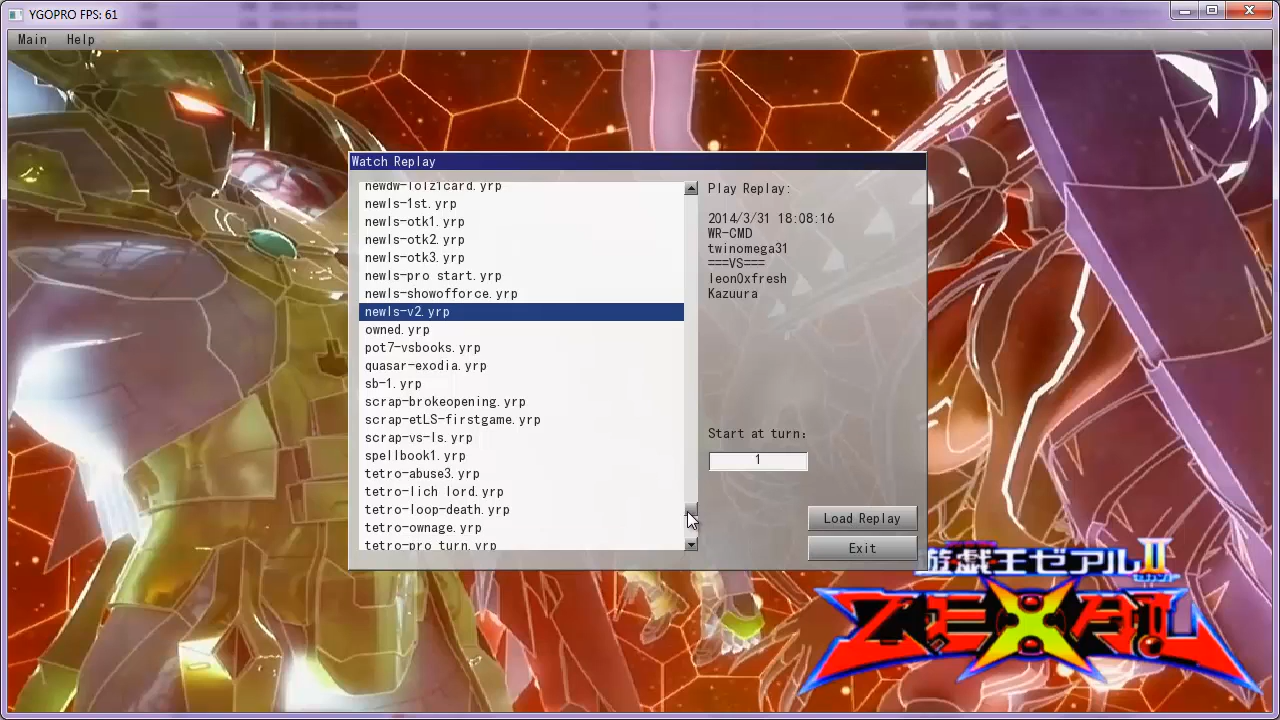 YGOPRO FPS: 61
Main Help
Watch Replay
newdw-lolz1card.yrp
newls-1st.yrp
newls-otk1.yrp
newls-otk2.yrp
newls-otk3.yrp
newls-pro start.yrp
newls-showofforce.yrp
newls-v2.yrp
owned.yrp
pot7-vsbooks.yrp
quasar-exodia.yrp
sb-1.yrp
scrap-brokeopening.yrp
scrap-etLS-firstgame.yrp
scrap-vs-ls.yrp
spellbook1.yrp
tetro-abuse3.yrp
tetro-lich lord.yrp
tetro-loop-death.yrp
tetro-ownage.yrp
tetro-pro turn.yrp
Play Replay:
2014/3/31 18:08:16
WR-CMD
twinomega31
===VS===
leon0xfresh
Kazuura
Start at turn:
1
Load Replay
Exit
遊戯王ゼアルII
ZEXAL